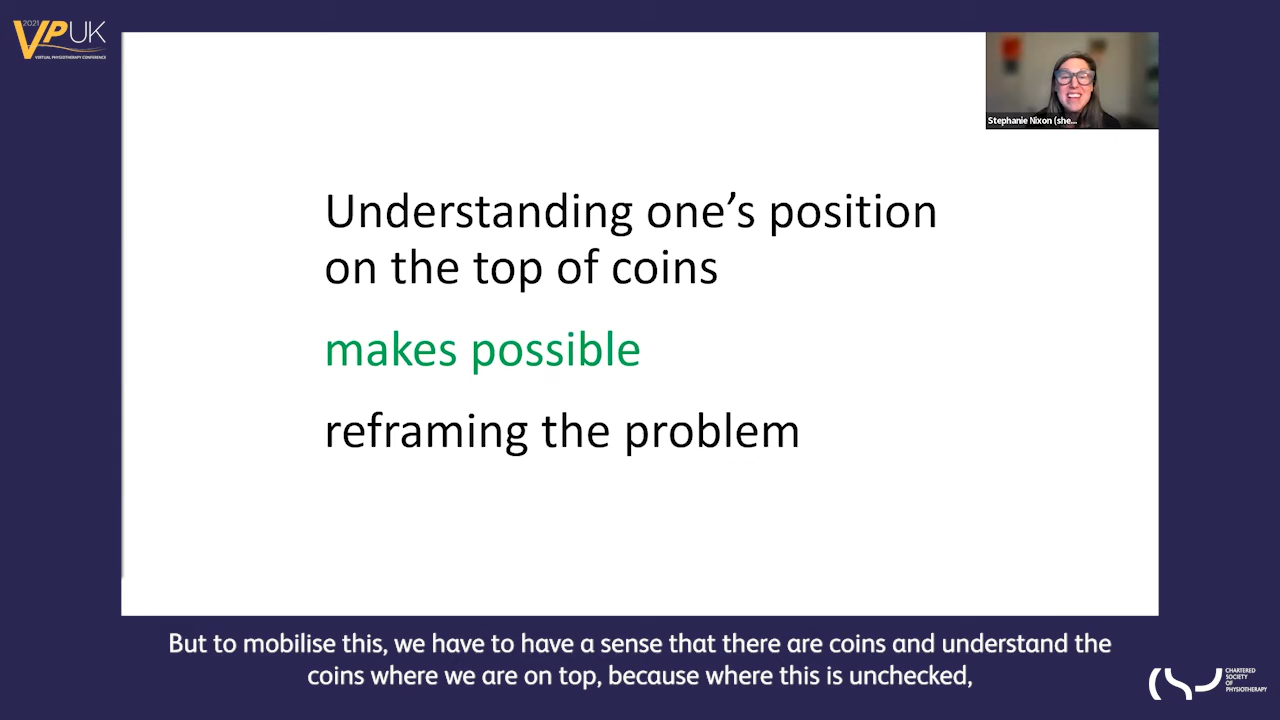 2021
VPUK
VIRTUAL PHYSIOTHERAPY CONFERENCE
Stephanie Nixon (she...
Understanding one’s position
on the top of coins
makes possible
reframing the problem
But to mobilise this, we have to have a sense that there are coins and understand the
coins where we are on top, because where this is unchecked,
CHARTERED
SOCIETY
OF
PHYSIOTHERAPY